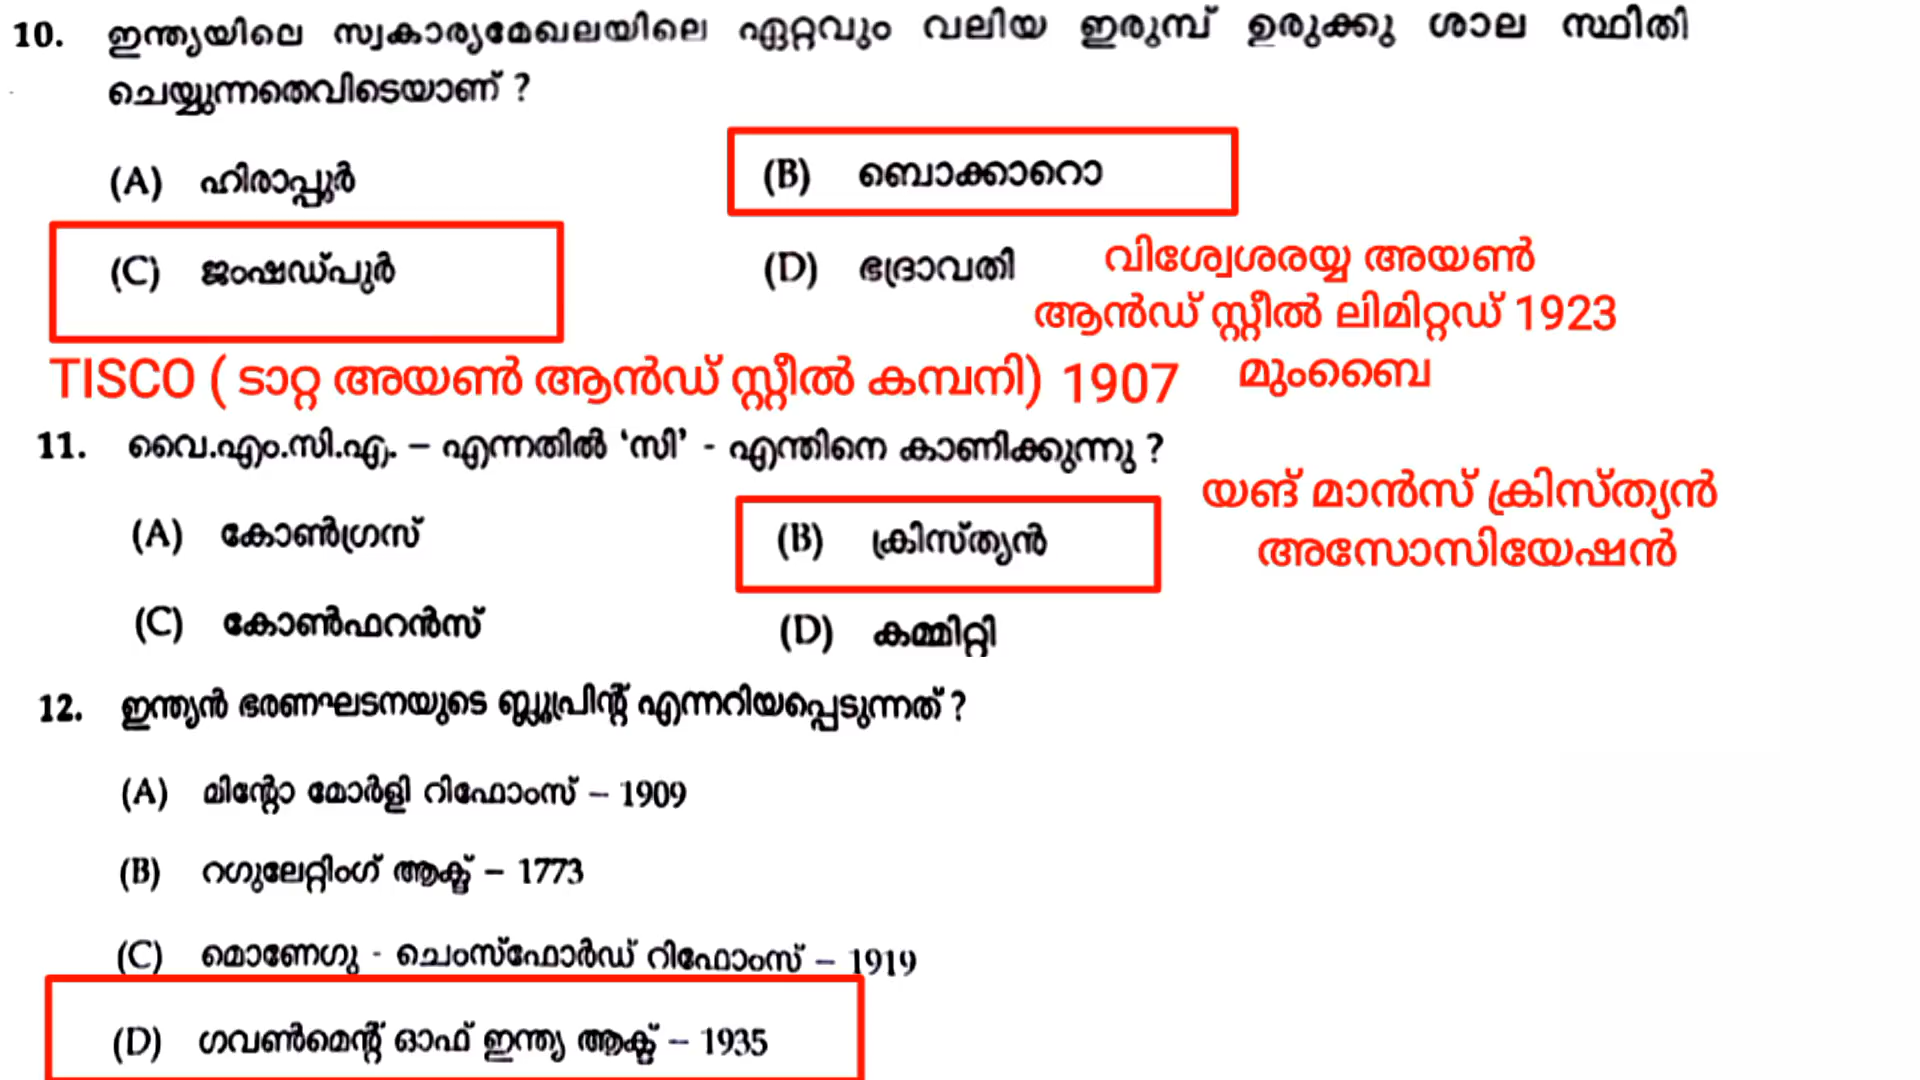 10. ഇന്ത്യയിലെ സ്വകാര്യമേഖലയിലെ ഏറ്റവും വലിയ ഇരുമ്പ് ഉരുക്കു ശാല സ്ഥിതി
ചെയ്യുന്നതെവിടെയാണ് ?
(A) ഹിരാപ്പൂർ (B) ബൊക്കാറൊ
(C) ജംഷഡ്പുർ (D) ഭദ്രാവതി
വിശ്വേശരയ്യ അയൺ
ആൻഡ് സ്റ്റീൽ ലിമിറ്റഡ് 1923
മുംബൈ
TISCO ( ടാറ്റ അയൺ ആൻഡ് സ്റ്റീൽ കമ്പനി) 1907
11. വൈ.എം.സി.എ. – എന്നതിൽ ‘സി’ - എന്തിനെ കാണിക്കുന്നു ?
(A) കോൺഗ്രസ് (B) ക്രിസ്ത്യൻ
യങ് മാൻസ് ക്രിസ്ത്യൻ
അസോസിയേഷൻ
(C) കോൺഫറൻസ് (D) കമ്മിറ്റി
12. ഇന്ത്യൻ ഭരണഘടനയുടെ ബ്ലൂപ്രിന്റ് എന്നറിയപ്പെടുന്നത് ?
(A) മിന്റോ മോർളി റിഫോംസ് – 1909
(B) റഗുലേറ്റിംഗ് ആക്ട് – 1773
(C) മൊണേഗു - ചെംസ്ഫോർഡ് റിഫോംസ് – 1919
(D) ഗവൺമെന്റ് ഓഫ് ഇന്ത്യ ആക്ട് – 1935